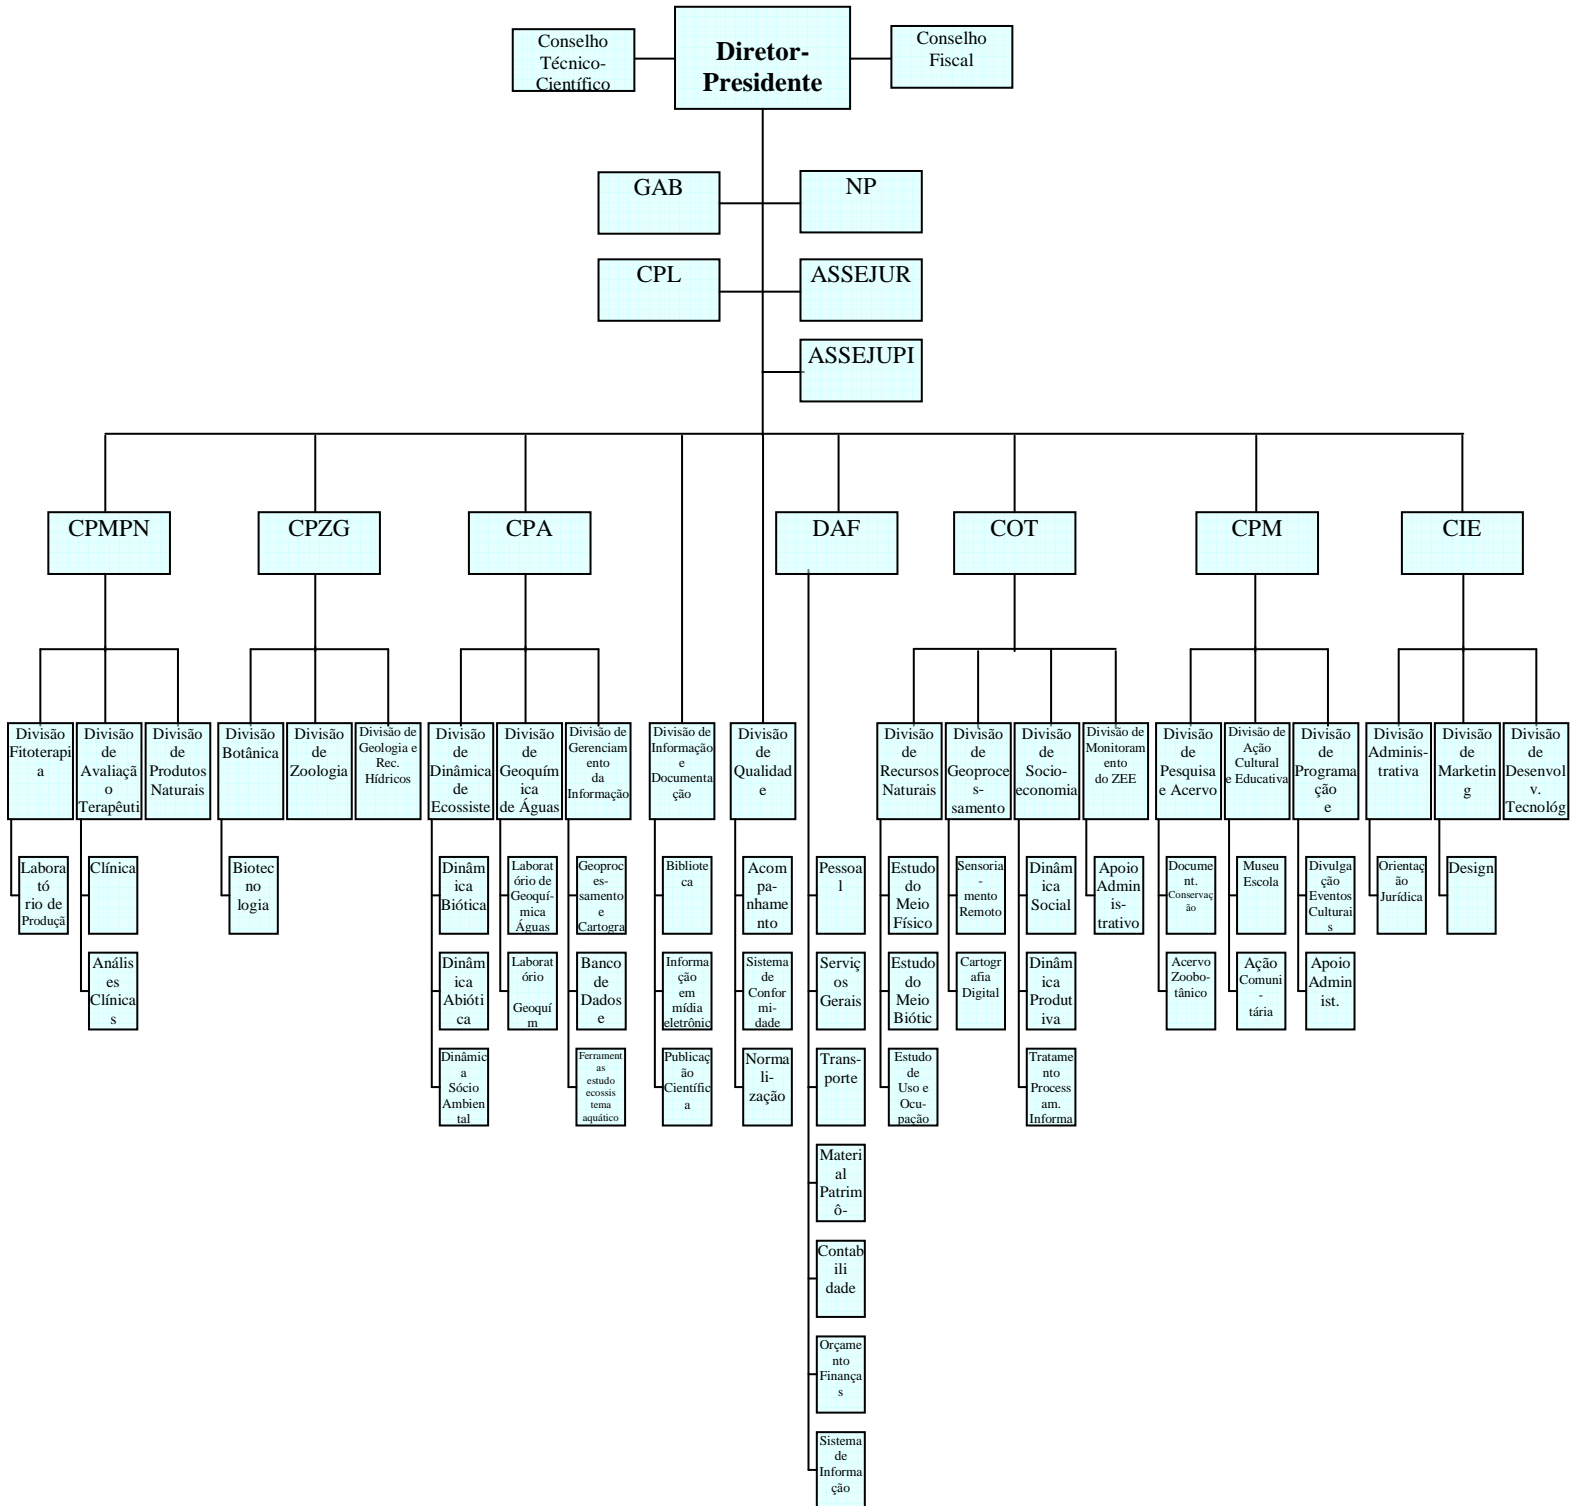 Conselho
Técnico-
Científico
Diretor-
Presidente
Conselho
Fiscal
GAB
NP
CPL
ASSEJUR
ASSEJUPI
CPMPN
CPZG
CPA
DAF
COT
CPM
CIE
Divisão
Fitoterapi
a
Divisão
de
Avaliaçã
o
Terapêuti
Divisão
de
Produtos
Naturais
Divisão
Botânica
Divisão
de
Zoologia
Divisão de
Geologia e
Rec.
Hídricos
Divisão
de
Dinâmica
de
Ecossiste
Divisão
de
Geoquím
ica
de Águas
Divisão de
Gerenciam
ento
da
Informação
Divisão de
Informação
e
Documenta
ção
Divisão
de
Qualidad
e
Divisão
de
Recursos
Naturais
Divisão
de
Geoproce
s-
samento
Divisão
de
Socio-
economia
Divisão de
Monitoram
ento
do ZEE
Divisão
de
Pesquisa
e Acervo
Divisão de
Ação
Cultural
e Educativa
Divisão
de
Programa
ção
e
Divisão
Adminis-
trativa
Divisão
de
Marketin
g
Divisão
de
Desenvol
v.
Tecnológ
Labora
tó
rio de
Produçã
Clínica
Biotec
no
logia
Dinâm
ica
Biótica
Laborat
ório de
Geoquí-
mica
Águas
Geoproc
es-
samento
e
Cartogra
Bibliote
ca
Acom
pa-
nhame
nto
Pessoa
l
Estudo
do
Meio
Físico
Sensoria
-
mento
Remoto
Dinâm
ica
Social
Apoio
Admin
is-
trativo
Docume
nt.
Conservaç
ão
Museu
Escola
Divulga
ção
Eventos
Culturai
s
Orientaç
ão
Jurídica
Design
Anális
es
Clínica
s
Dinâm
ica
Abióti
ca
Laborat
ório
Geoquí
m
Banco
de
Dados
e
Informa
ção
em
mídia
eletrônic
Sistema
de
Confor
mi-
dade
Serviç
os
Gerais
Estudo
do
Meio
Biótic
Cartogr
afia
Digital
Dinâm
ica
Produt
iva
Acervo
Zoobo-
tânico
Ação
Comuni
-
tária
Apoio
Admin
ist.
Dinâmic
a
Sócio
Ambien
tal
Ferrament
as
estudo
ecossis
tema
aquático
Publicaç
ão
Científic
a
Norma
li-
zação
Trans-
porte
Estudo
de
Uso e
Ocu-
pação
Tratame
nto
Process
am.
Informa
Materi
al
Patrim
ô-
Contab
ili
dade
Orçame
nto
Finança
s
Sistema
de
Informa
ção